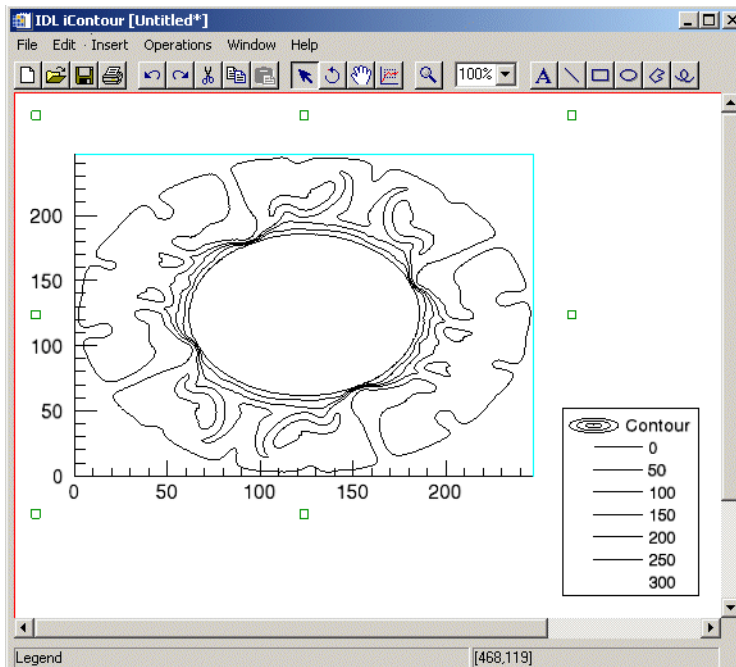 IDL iContour [Untitled*]
File Edit Insert Operations Window Help
100%
A
200
150
100
50
0
0 50 100 150 200
Contour
0
50
100
150
200
250
300
Legend [468,119]